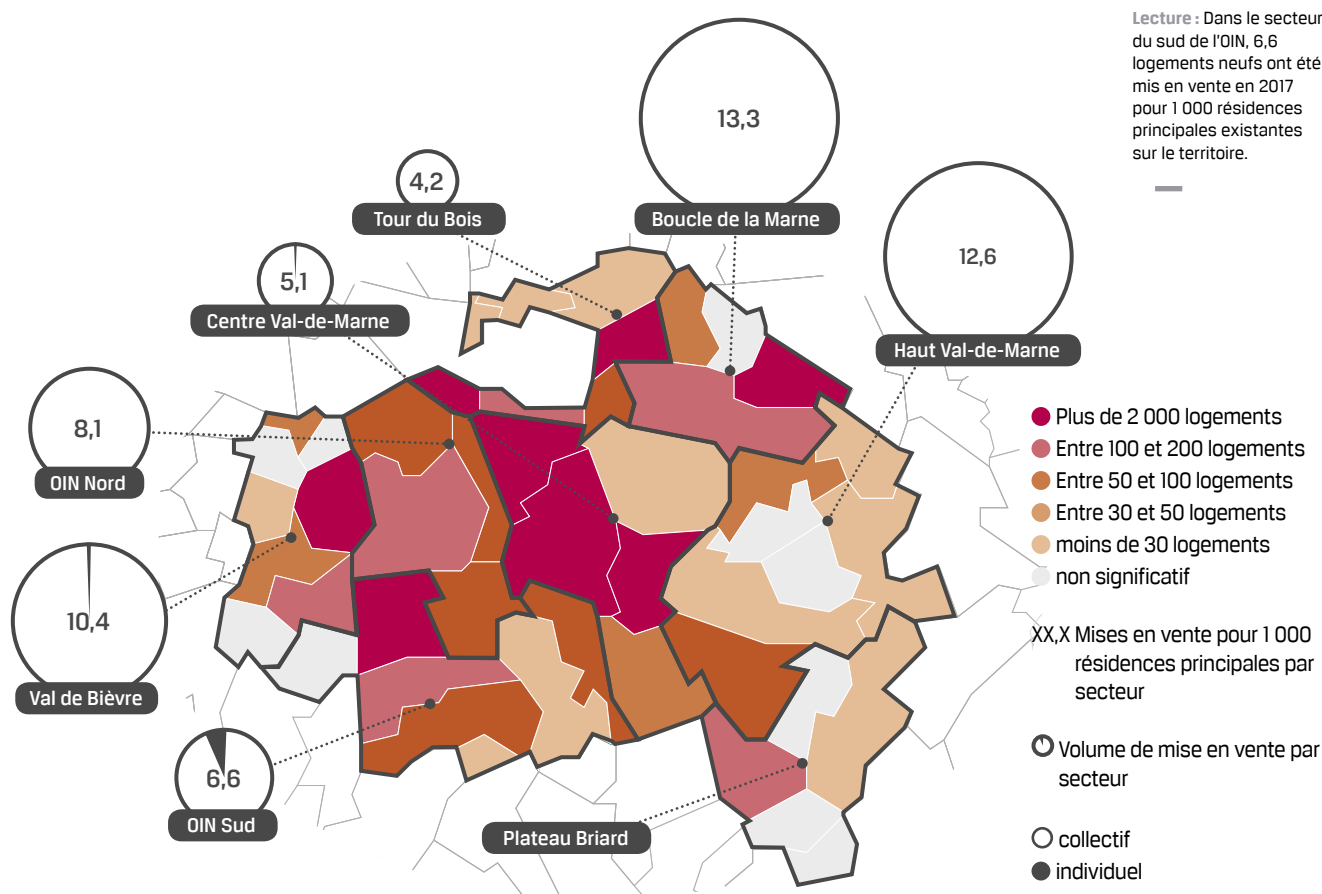 Lecture : Dans le secteur
du sud de l'OIN, 6,6
logements neufs ont été
mis en vente en 2017
pour 1 000 résidences
principales existantes
sur le territoire.
13,3
Boucle de la Marne
4,2
Tour du Bois
12,6
Haut Val-de-Marne
5,1
Centre Val-de-Marne
8,1
OIN Nord
10,4
Val de Bièvre
6,6
OIN Sud
Plateau Briard
Plus de 2 000 logements
Entre 100 et 200 logements
Entre 50 et 100 logements
Entre 30 et 50 logements
moins de 30 logements
non significatif
XX,X Mises en vente pour 1 000
résidences principales par
secteur
Volume de mise en vente par
secteur
collectif
individuel